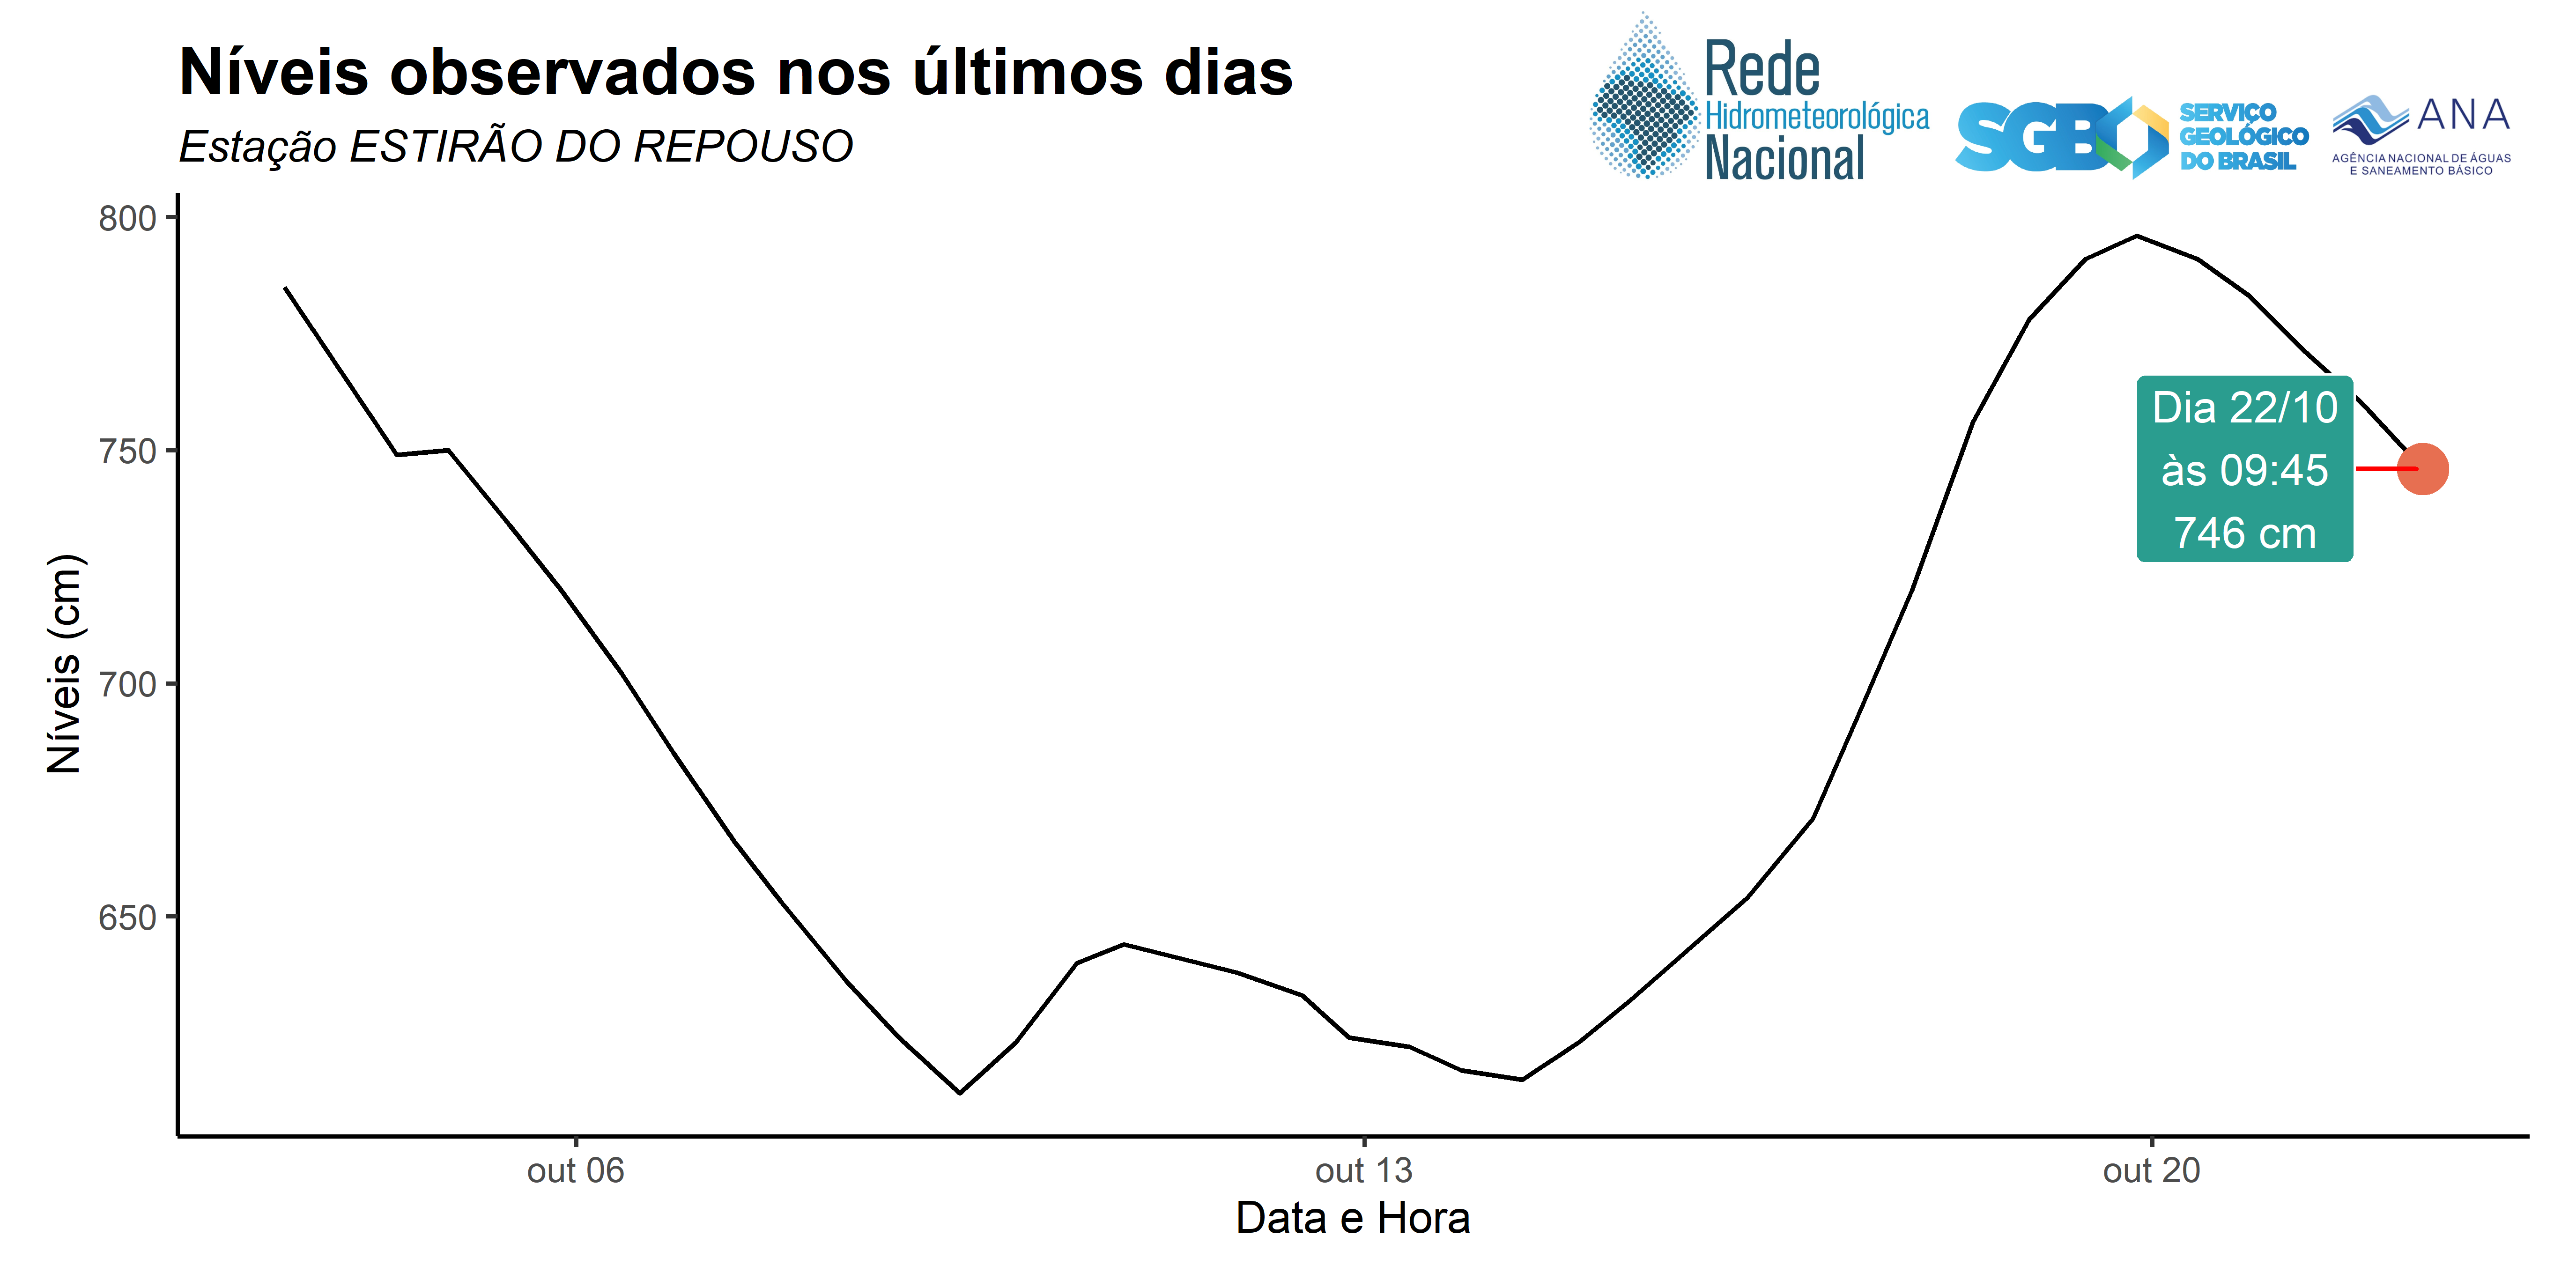 Níveis observados nos últimos dias
Estação ESTIRÃO DO REPOUSO
Rede
Hidrometeorológica
Nacional
SGB
SERVIÇO
GEOLÓGICO
DO BRASIL
ANA
AGÊNCIA NACIONAL DE ÁGUAS
E SANEAMENTO BÁSICO
Níveis (cm)
800
750
700
650
Dia 22/10
às 09:45
746 cm
out 06
out 13
out 20
Data e Hora